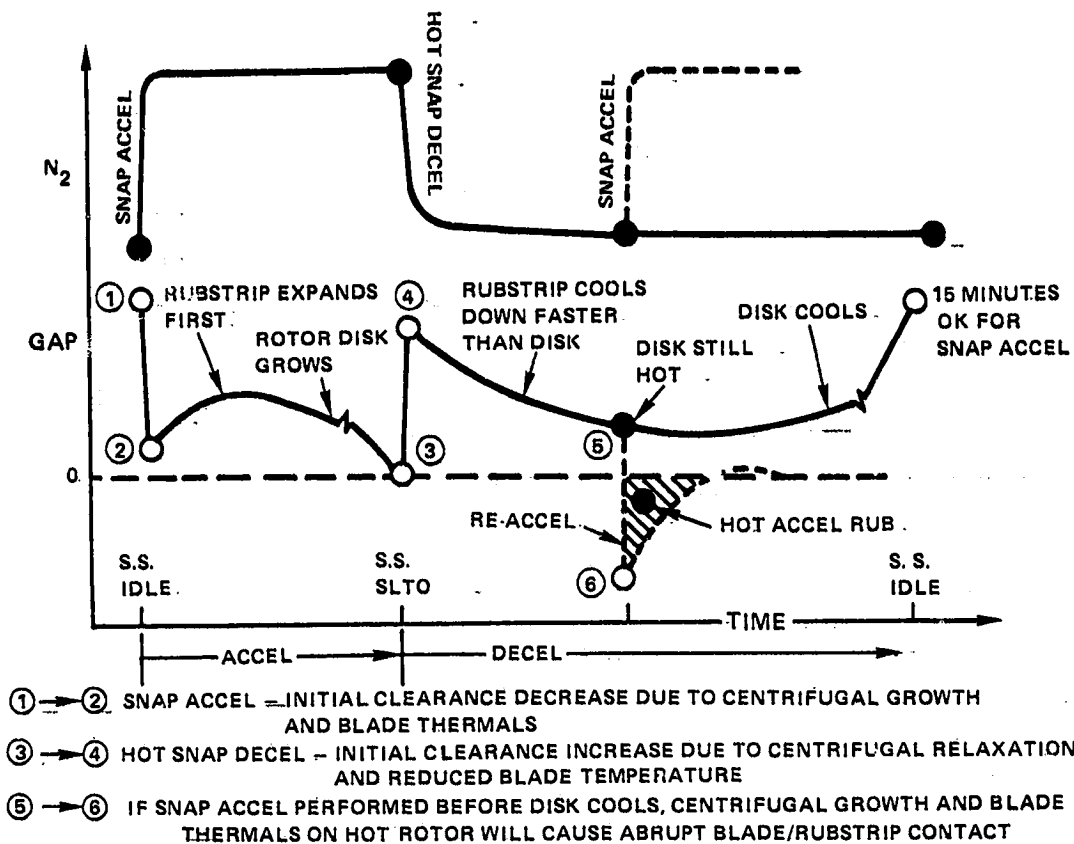 SNAP ACCEL
HOT SNAP DECEL
SNAP ACCEL
N2
① RUBSTRIP EXPANDS
FIRST
④
RUBSTRIP COOLS
DOWN FASTER
THAN DISK
DISK COOLS
15 MINUTES
OK FOR
SNAP ACCEL
GAP
ROTOR DISK
GROWS
DISK STILL
HOT
②
③
⑤
0
RE-ACCEL
HOT ACCEL RUB
⑥
S.S.
IDLE
S.S.
SLTO
S.S.
IDLE
TIME
ACCEL
DECEL
① → ② SNAP ACCEL – INITIAL CLEARANCE DECREASE DUE TO CENTRIFUGAL GROWTH
AND BLADE THERMALS
③ → ④ HOT SNAP DECEL – INITIAL CLEARANCE INCREASE DUE TO CENTRIFUGAL RELAXATION
AND REDUCED BLADE TEMPERATURE
⑤ → ⑥ IF SNAP ACCEL PERFORMED BEFORE DISK COOLS, CENTRIFUGAL GROWTH AND BLADE
THERMALS ON HOT ROTOR WILL CAUSE ABRUPT BLADE/RUBSTRIP CONTACT